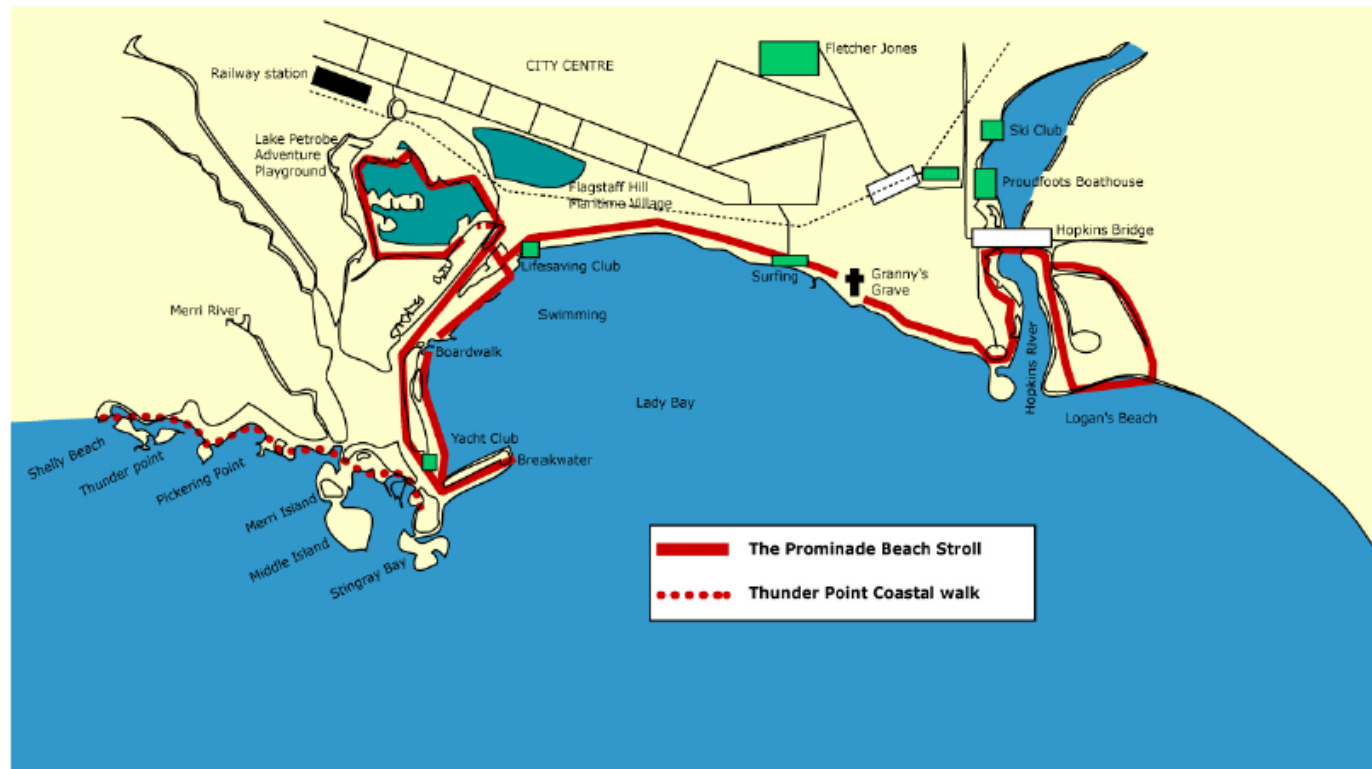 Fletcher Jones
CITY CENTRE
Railway station
Ski Club
Lake Petrobe
Adventure
Playground
Proudfoots Boathouse
Flagstaff Hill
Maritime Village
Hopkins Bridge
Lifesaving Club
Surfing
Granny's
Grave
Merri River
Swimming
Boardwalk
Hopkins River
Lady Bay
Logan's Beach
Yacht Club
Breakwater
Shelly Beach
Thunder point
Pickering Point
Merri Island
Middle Island
Stingray Bay
The Prominade Beach Stroll
Thunder Point Coastal walk